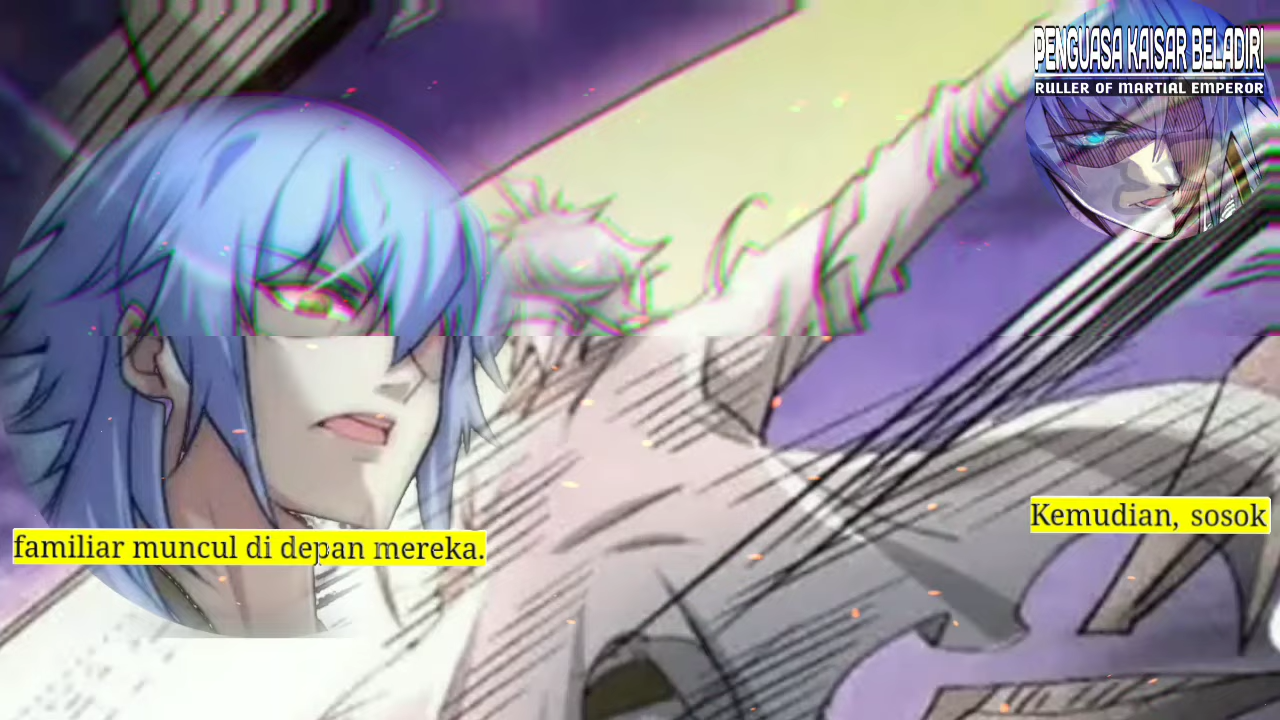 PENGUASA KAISAR BELADIRI
RULLER OF MARTIAL EMPEROR
Kemudian, sosok
familiar muncul di depan mereka.